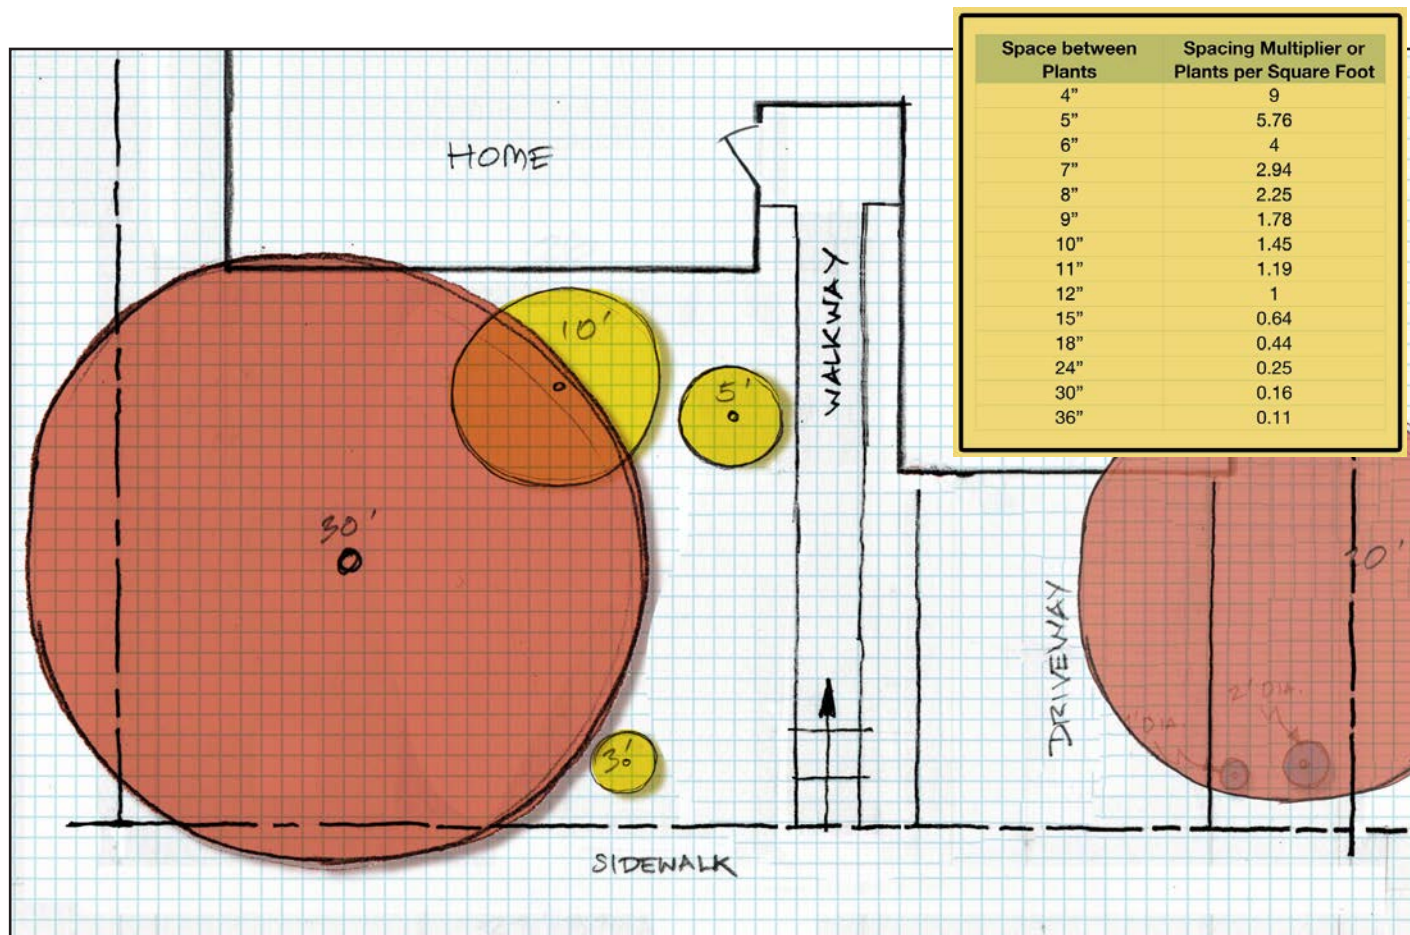 Space between Plants	Spacing Multiplier or Plants per Square Foot
4”	9
5”	5.76
6”	4
7”	2.94
8”	2.25
9”	1.78
10”	1.45
11”	1.19
12”	1
15”	0.64
18”	0.44
24”	0.25
30”	0.16
36”	0.11
HOME
WALKWAY
10'
5'
30'
DRIVEWAY
2' DIA.
DIA.
3'
SIDEWALK